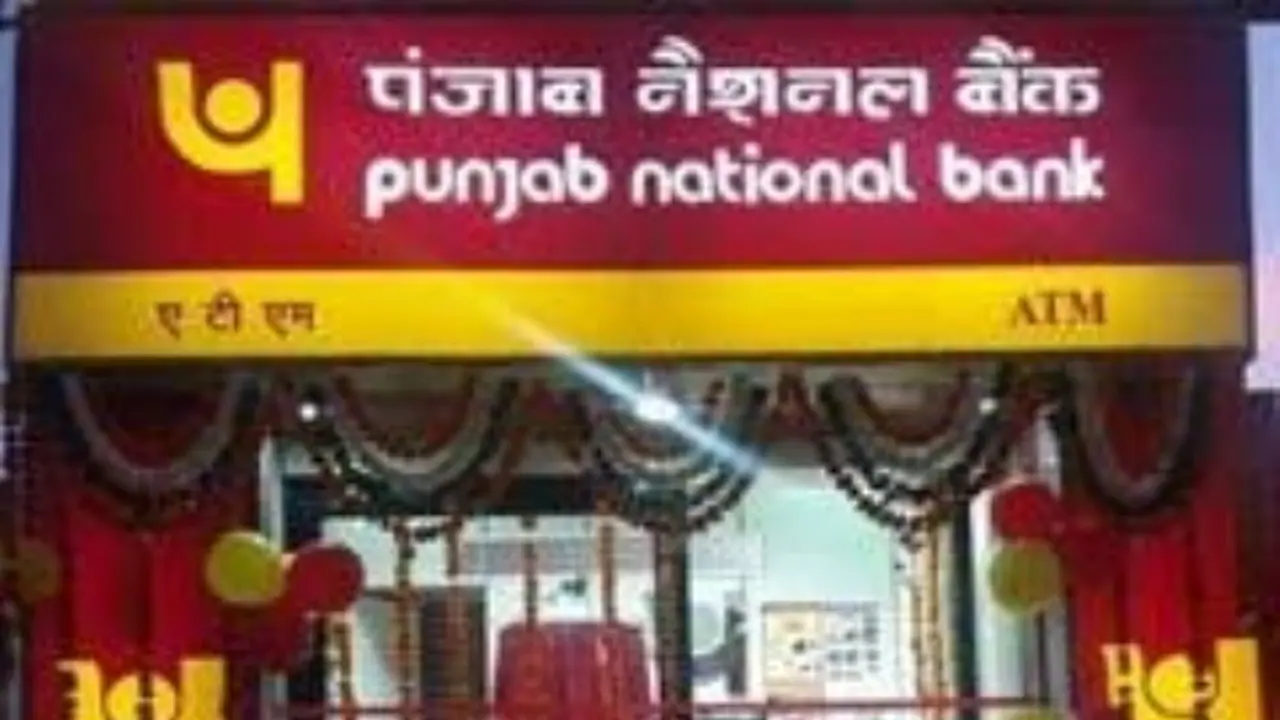 पंजाब नैशनल बैंक
punjab national bank
ए टी एम
ATM